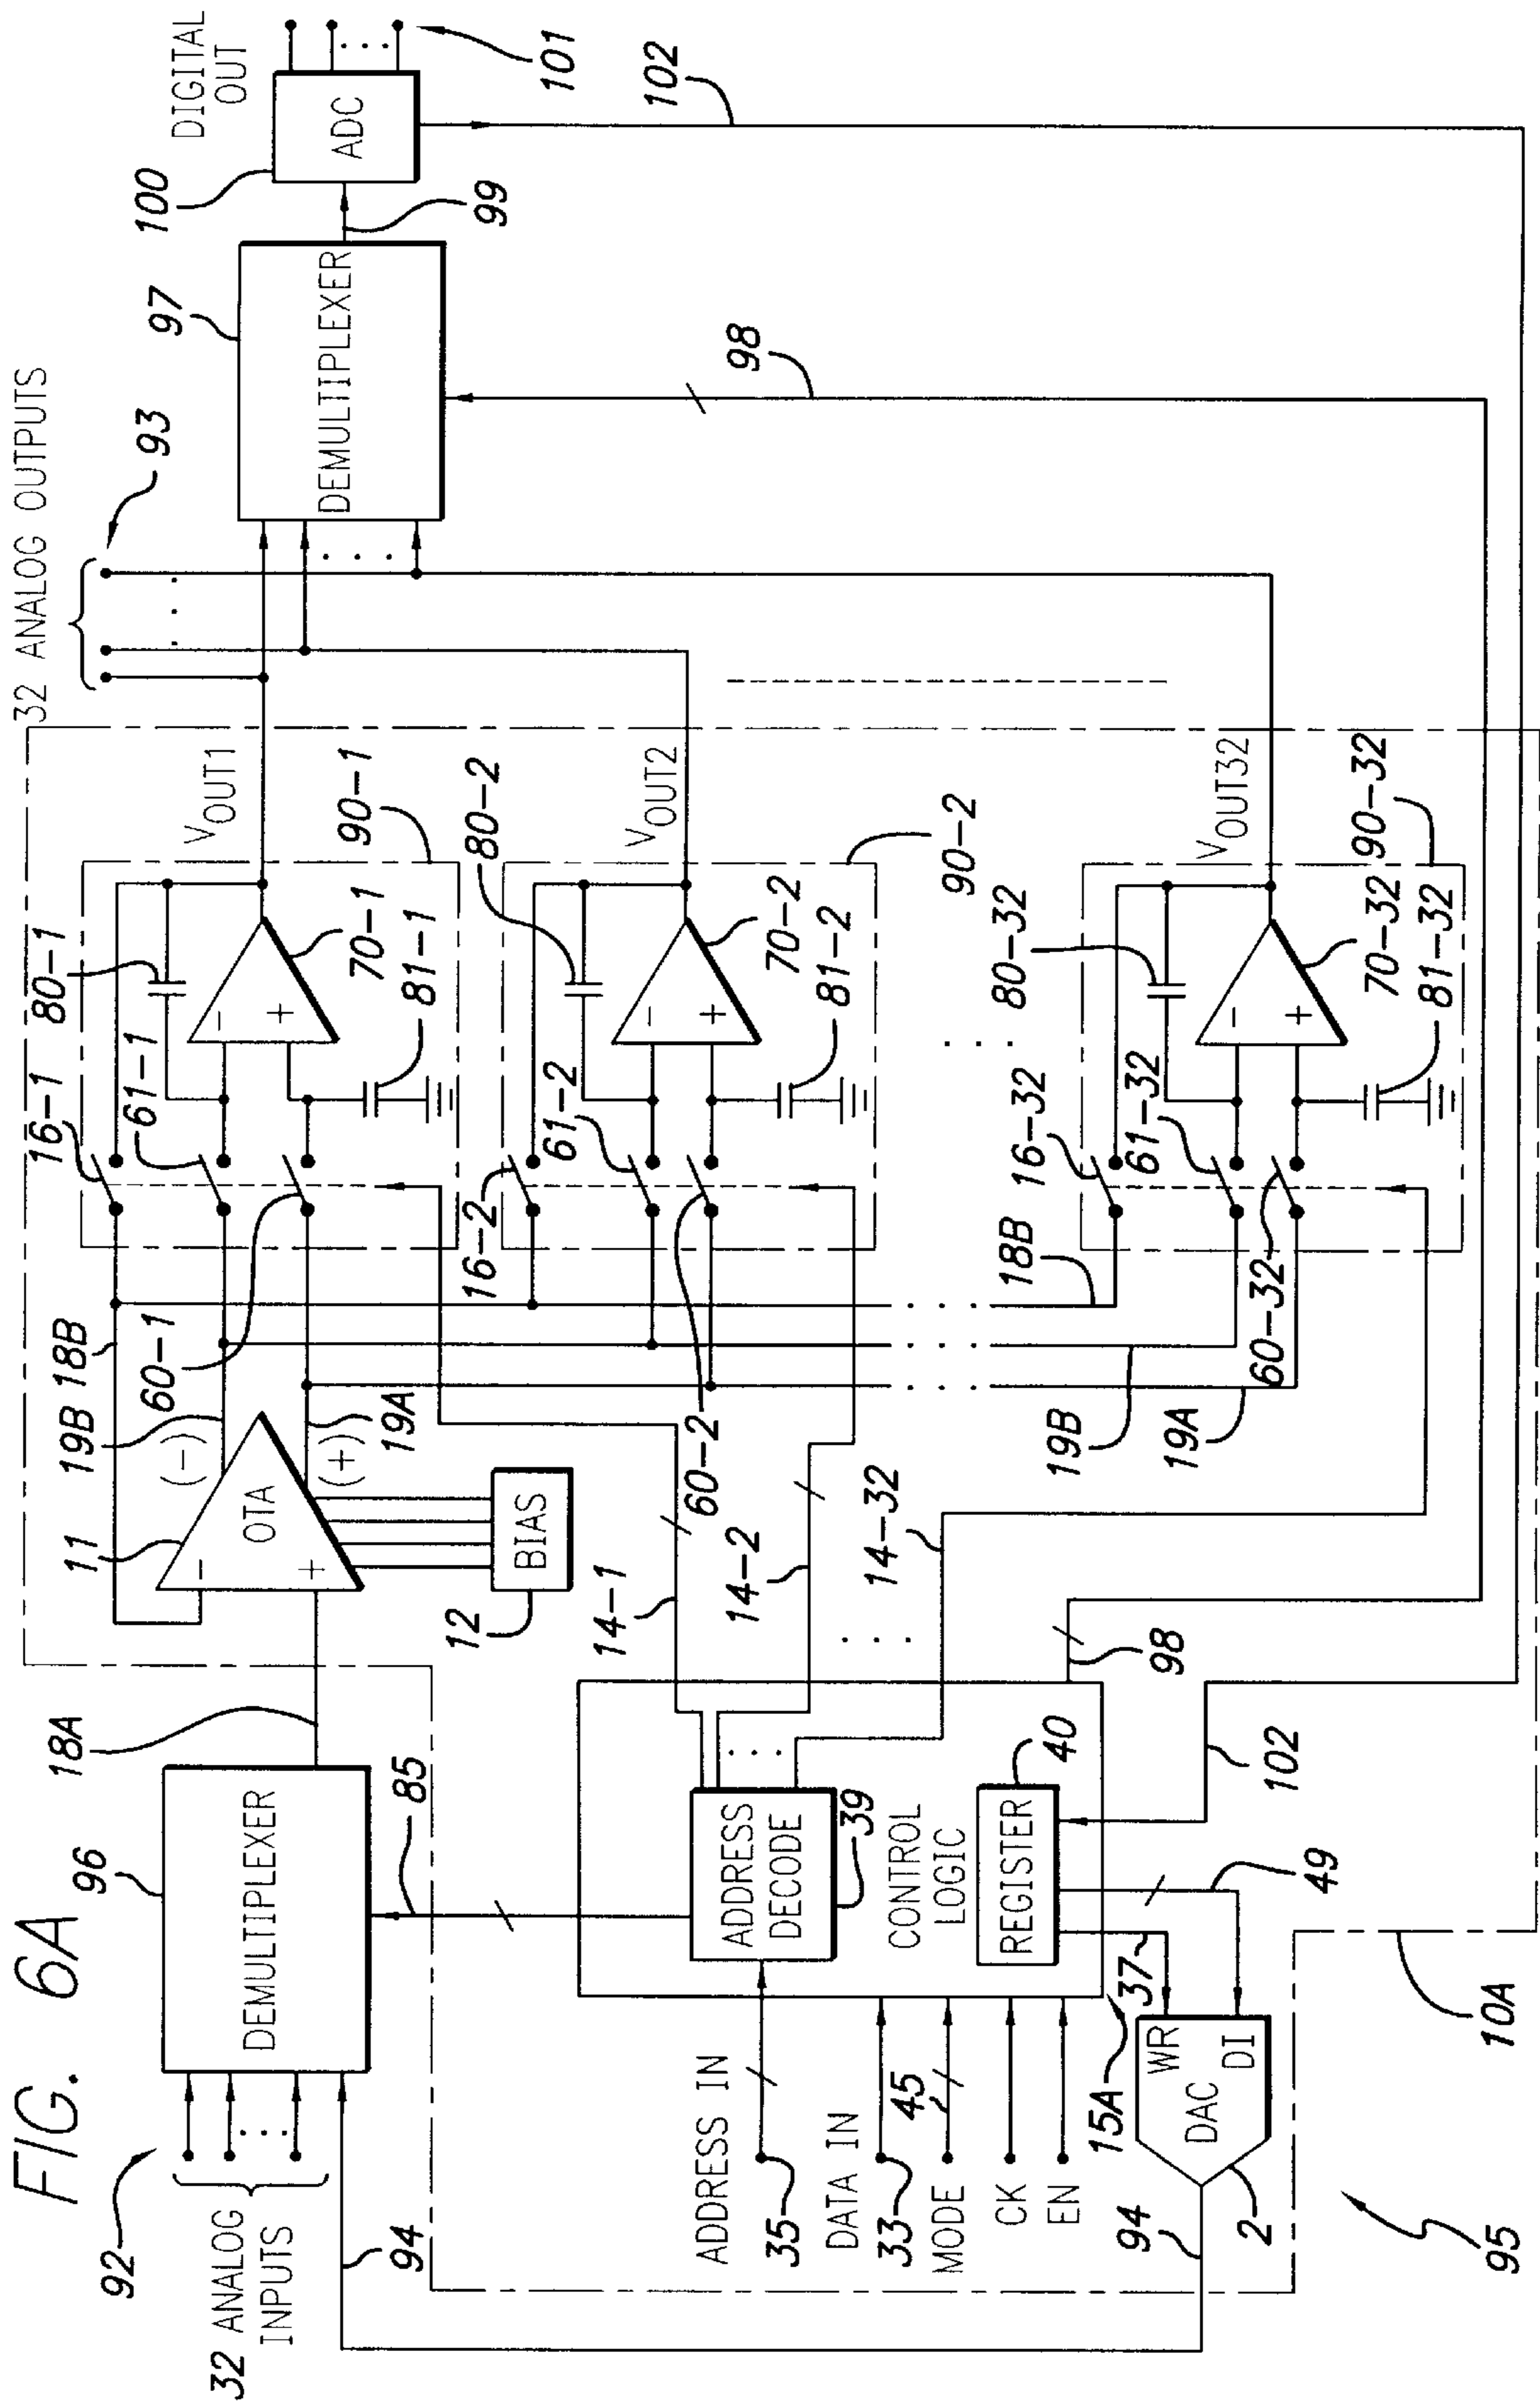 FIG. 6A
32 ANALOG OUTPUTS
93
92
32 ANALOG
INPUTS
94
96
DEMULTIPLEXER
18A
85
11
OTA
−
+
(−)
(+)
19B
18B
19A
12
BIAS
60-1
16-1
61-1
80-1
−
+
70-1
81-1
VOUT1
90-1
16-2
61-2
60-2
80-2
−
+
70-2
81-2
VOUT2
90-2
18B
19B
19A
16-32
61-32
60-32
80-32
−
+
70-32
81-32
VOUT32
90-32
97
DEMULTIPLEXER
98
99
100
ADC
DIGITAL
OUT
101
102
14-1
14-2
14-32
98
ADDRESS IN
35
ADDRESS
DECODE
39
DATA IN
33
MODE
45
CK
EN
CONTROL
LOGIC
REGISTER
40
102
15A
37
49
WR
DAC
DI
94
2
10A
95